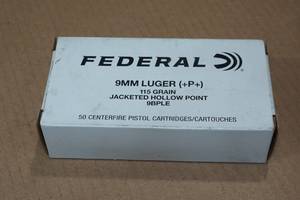 FEDERAL
9MM LUGER (+P+)
115 GRAIN
JACKETED HOLLOW POINT
9BPLE
50 CENTERFIRE PISTOL CARTRIDGES/CARTOUCHES